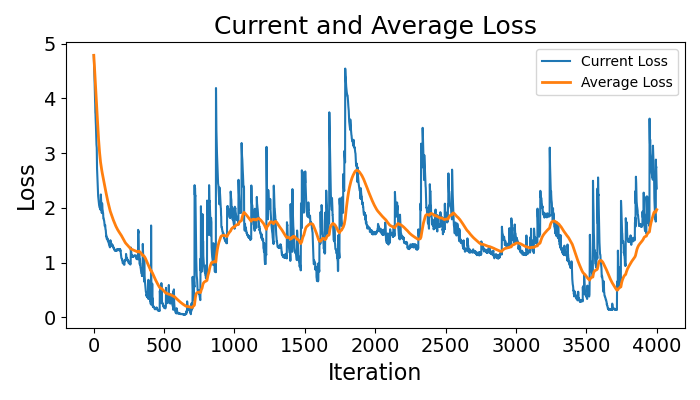 Current and Average Loss
Current Loss
Average Loss
Loss
5
4
3
2
1
0
0 500 1000 1500 2000 2500 3000 3500 4000
Iteration